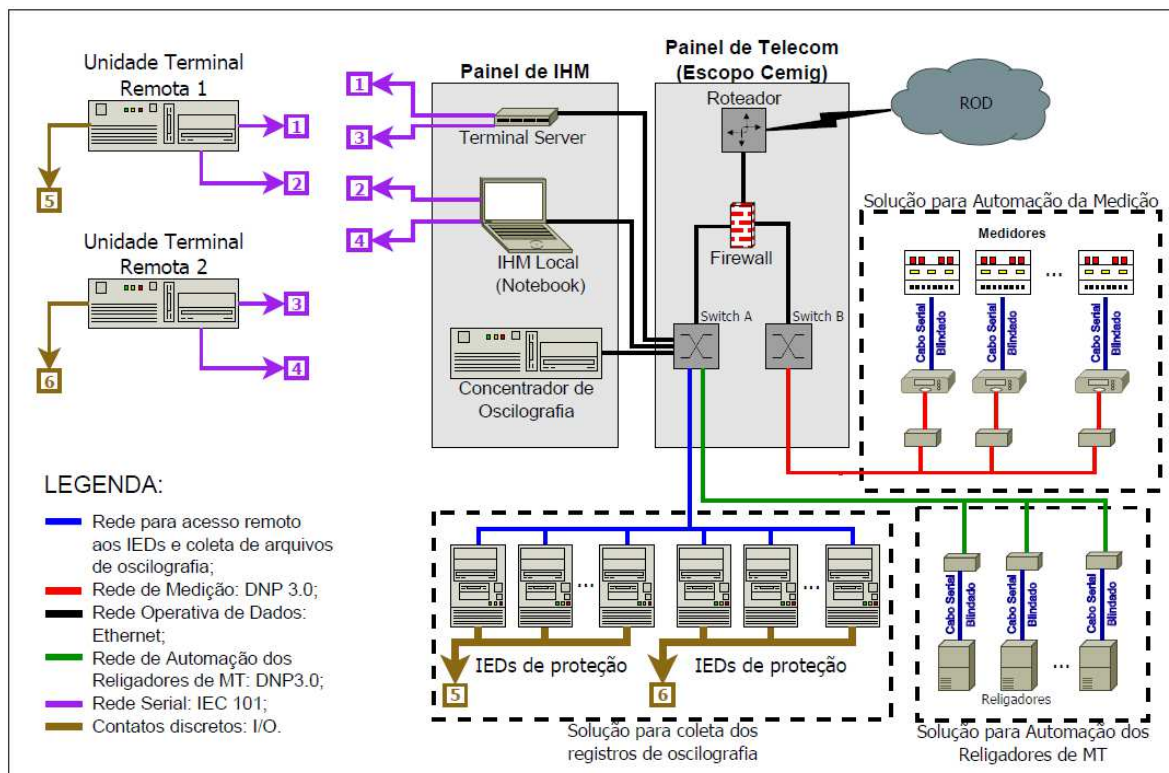 Unidade Terminal
Remota 1
1
2
5
Unidade Terminal
Remota 2
3
4
6
Painel de IHM
1
3
Terminal Server
2
4
IHM Local
(Notebook)
Concentrador de
Oscilografia
Painel de Telecom
(Escopo Cemig)
Roteador
Firewall
Switch A
Switch B
ROD
Solução para Automação da Medição
Medidores
...
Cabo Serial
Blindado
Cabo Serial
Blindado
Cabo Serial
Blindado
LEGENDA:
Rede para acesso remoto
aos IEDs e coleta de arquivos
de oscilografia;
Rede de Medição: DNP 3.0;
Rede Operativa de Dados:
Ethernet;
Rede de Automação dos
Religadores de MT: DNP3.0;
Rede Serial: IEC 101;
Contatos discretos: I/O.
...
...
IEDs de proteção
IEDs de proteção
5
6
Solução para coleta dos
registros de oscilografia
Cabo Serial
Blindado
Cabo Serial
Blindado
Cabo Serial
Blindado
...
Religadores
Solução para Automação dos
Religadores de MT